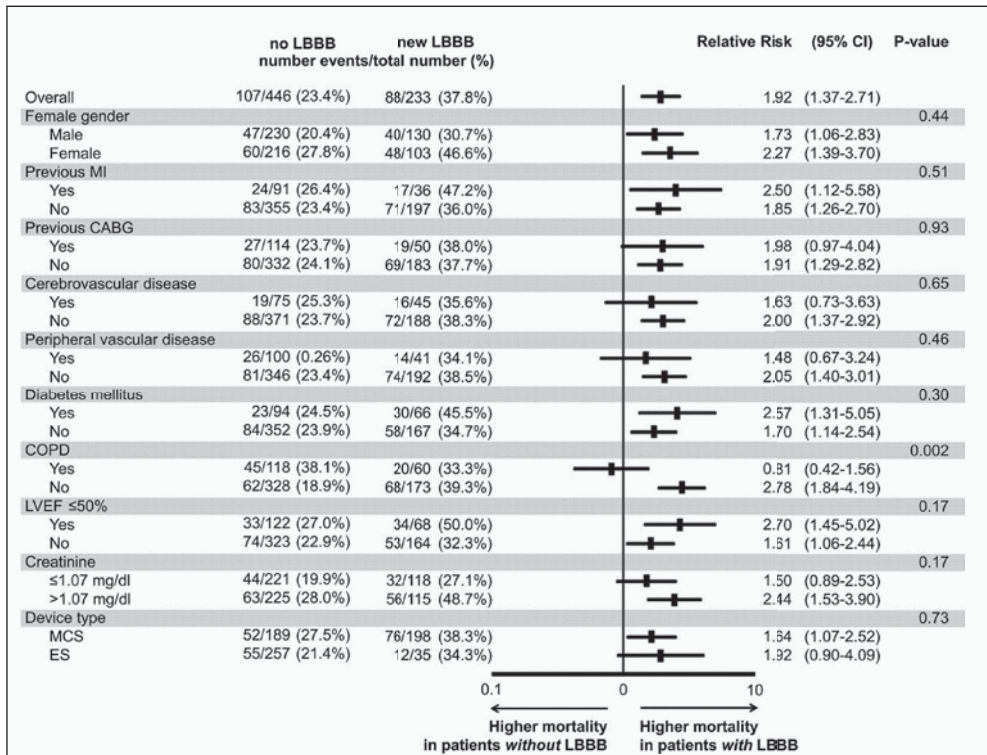 no LBBB new LBBB Relative Risk (95% CI) P-value
number events/total number (%)
Overall 107/446 (23.4%) 88/233 (37.8%) 1.92 (1.37-2.71)
Female gender 0.44
Male 47/230 (20.4%) 40/130 (30.7%) 1.73 (1.06-2.83)
Female 60/216 (27.8%) 48/103 (46.6%) 2.27 (1.39-3.70)
Previous MI 0.51
Yes 24/91 (26.4%) 17/36 (47.2%) 2.50 (1.12-5.58)
No 83/355 (23.4%) 71/197 (36.0%) 1.85 (1.26-2.70)
Previous CABG 0.93
Yes 27/114 (23.7%) 19/50 (38.0%) 1.98 (0.97-4.04)
No 80/332 (24.1%) 69/183 (37.7%) 1.91 (1.29-2.82)
Cerebrovascular disease 0.65
Yes 19/75 (25.3%) 16/45 (35.6%) 1.63 (0.73-3.63)
No 88/371 (23.7%) 72/188 (38.3%) 2.00 (1.37-2.92)
Peripheral vascular disease 0.46
Yes 26/100 (0.26%) 14/41 (34.1%) 1.48 (0.67-3.24)
No 81/346 (23.4%) 74/192 (38.5%) 2.05 (1.40-3.01)
Diabetes mellitus 0.30
Yes 23/94 (24.5%) 30/66 (45.5%) 2.57 (1.31-5.05)
No 84/352 (23.9%) 58/167 (34.7%) 1.70 (1.14-2.54)
COPD 0.002
Yes 45/118 (38.1%) 20/60 (33.3%) 0.81 (0.42-1.56)
No 62/328 (18.9%) 68/173 (39.3%) 2.78 (1.84-4.19)
LVEF ≤50% 0.17
Yes 33/122 (27.0%) 34/68 (50.0%) 2.70 (1.45-5.02)
No 74/323 (22.9%) 53/164 (32.3%) 1.61 (1.06-2.44)
Creatinine 0.17
≤1.07 mg/dl 44/221 (19.9%) 32/118 (27.1%) 1.50 (0.89-2.53)
>1.07 mg/dl 63/225 (28.0%) 56/115 (48.7%) 2.44 (1.53-3.90)
Device type 0.73
MCS 52/189 (27.5%) 76/198 (38.3%) 1.64 (1.07-2.52)
ES 55/257 (21.4%) 12/35 (34.3%) 1.92 (0.90-4.09)
0.1 0 10
Higher mortality Higher mortality
in patients without LBBB in patients with LBBB